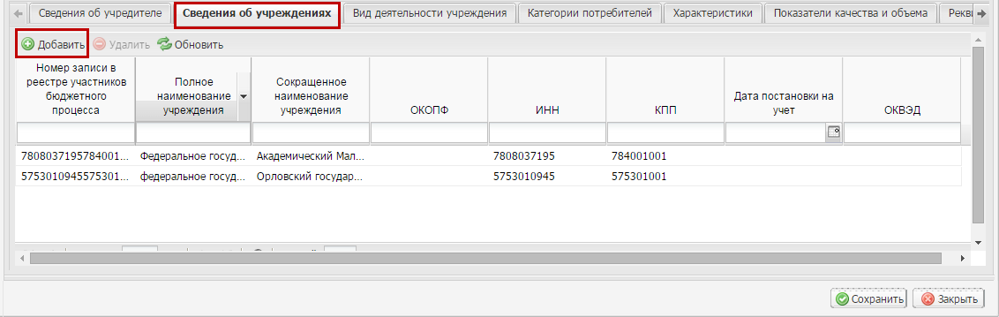 Сведения об учредителе Сведения об учреждениях Вид деятельности учреждения Категории потребителей Характеристики Показатели качества и объема Рекви
Добавить Удалить Обновить
Номер записи в реестре участников бюджетного процесса
Полное наименование учреждения
Сокращенное наименование учреждения
ОКОПФ
ИНН
КПП
Дата постановки на учет
ОКВЭД
7808037195784001... Федеральное госуд... Академический Мал... 7808037195 784001001
5753010945575301... федеральное госуд... Орловский государ... 5753010945 575301001
Сохранить Закрыть